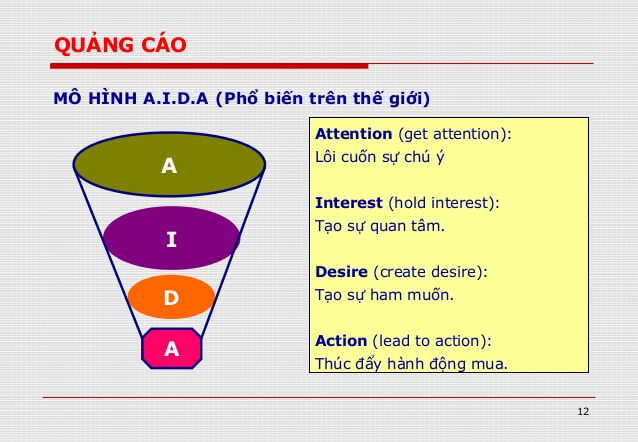 QUẢNG CÁO
MÔ HÌNH A.I.D.A (Phổ biến trên thế giới)
A
I
D
A
Attention (get attention):
Lôi cuốn sự chú ý
Interest (hold interest):
Tạo sự quan tâm.
Desire (create desire):
Tạo sự ham muốn.
Action (lead to action):
Thúc đẩy hành động mua.
12